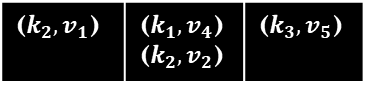 (k₂, v₁) (k₁, v₄) (k₃, v₅)
(k₂, v₂)